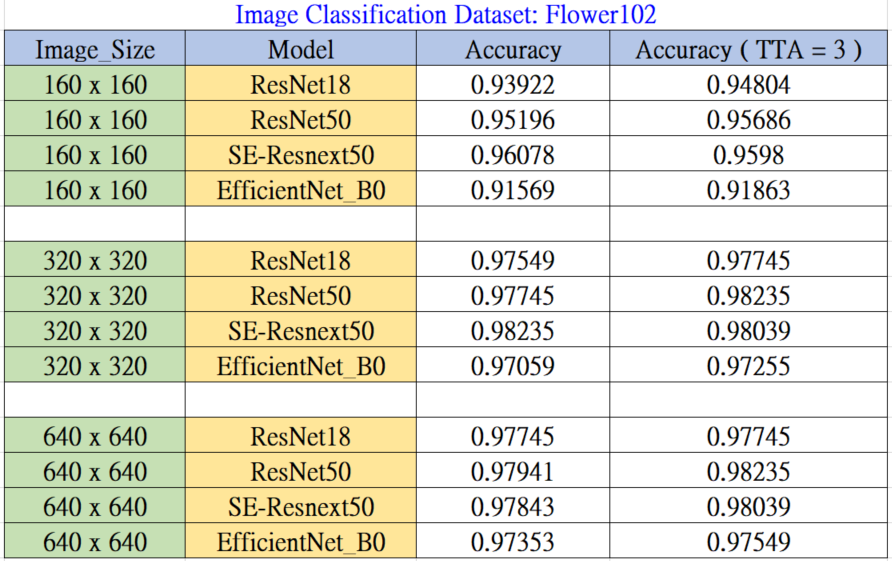 Image Classification Dataset: Flower102
Image_Size Model Accuracy Accuracy ( TTA = 3 )
160 x 160 ResNet18 0.93922 0.94804
160 x 160 ResNet50 0.95196 0.95686
160 x 160 SE-Resnext50 0.96078 0.9598
160 x 160 EfficientNet_B0 0.91569 0.91863
320 x 320 ResNet18 0.97549 0.97745
320 x 320 ResNet50 0.97745 0.98235
320 x 320 SE-Resnext50 0.98235 0.98039
320 x 320 EfficientNet_B0 0.97059 0.97255
640 x 640 ResNet18 0.97745 0.97745
640 x 640 ResNet50 0.97941 0.98235
640 x 640 SE-Resnext50 0.97843 0.98039
640 x 640 EfficientNet_B0 0.97353 0.97549